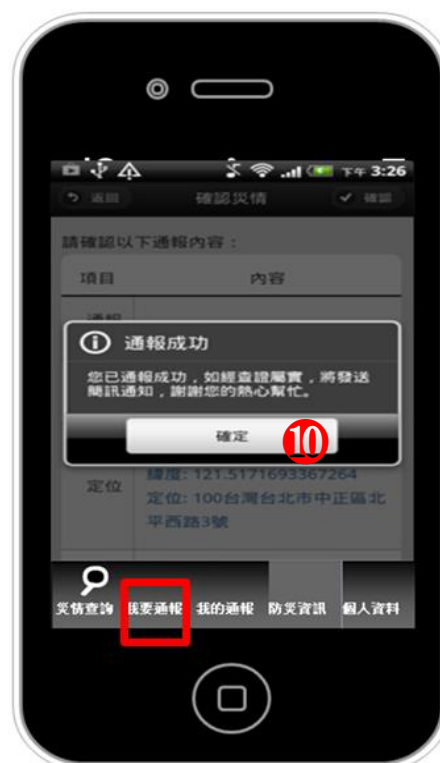 下午 3:26
返回 確認災情 確認
請確認以下通報內容：
項目 內容
通報
通報成功
您已通報成功，如經查證屬實，將發送
簡訊通知，謝謝您的熱心幫忙。
確定 ⑩
緯度: 121.5171693367264
定位 定位: 100台灣台北市中正區北
平西路3號
災情查詢 我要通報 我的通報 防災資訊 個人資料